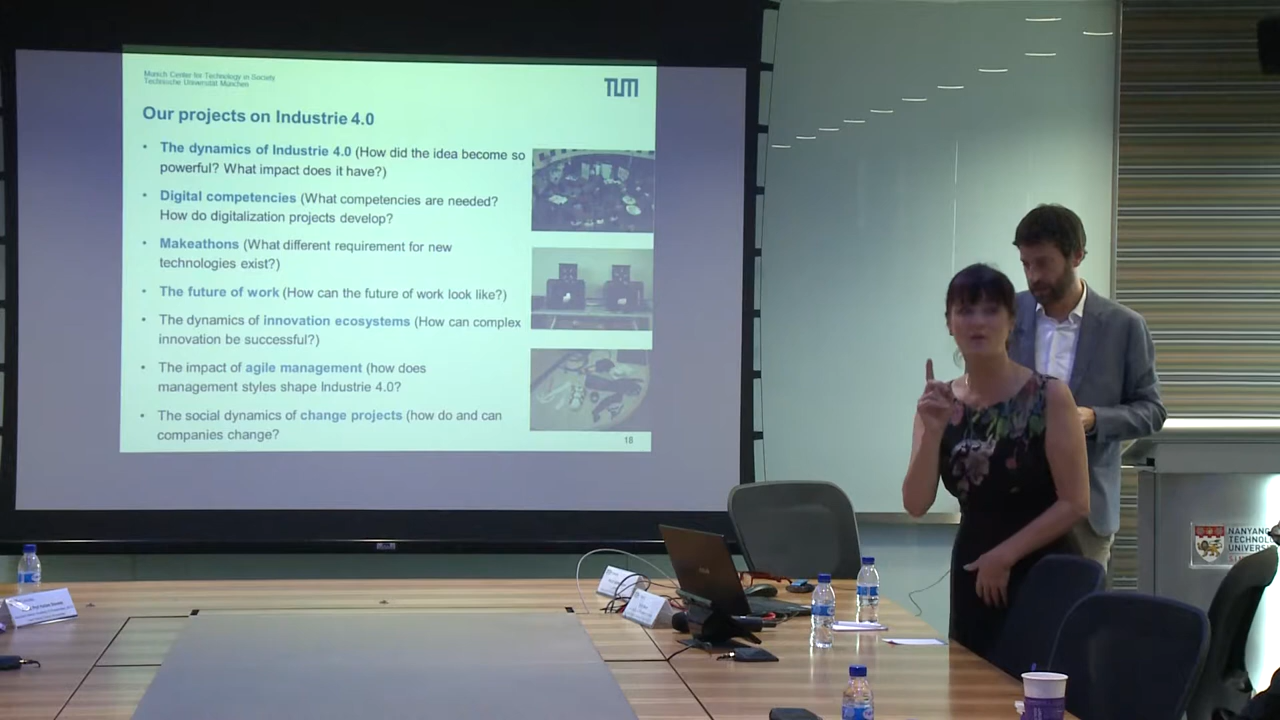 Munich Center for Technology in Society
Technische Universität München
TUM
Our projects on Industrie 4.0
• The dynamics of Industrie 4.0 (How did the idea become so
powerful? What impact does it have?)
• Digital competencies (What competencies are needed?
How do digitalization projects develop?
• Makeathons (What different requirement for new
technologies exist?)
• The future of work (How can the future of work look like?)
• The dynamics of innovation ecosystems (How can complex
innovation be successful?)
• The impact of agile management (how does
management styles shape Industrie 4.0?
• The social dynamics of change projects (how do and can
companies change?
18
NANYANG
TECHNOLO
UNIVERSI